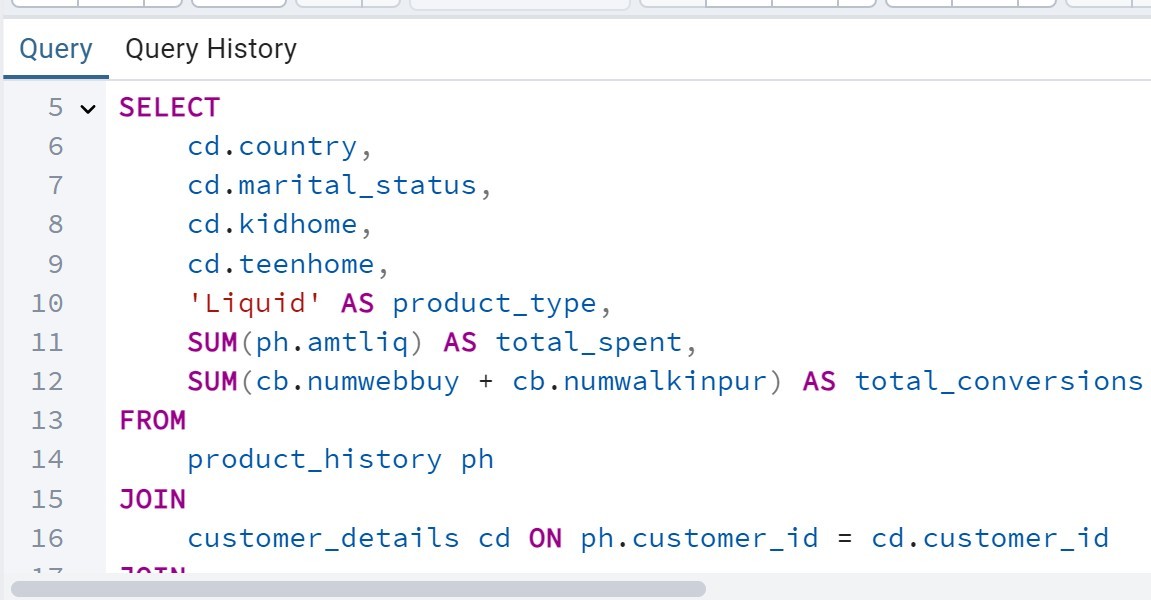 Query Query History
5 SELECT
6 cd.country,
7 cd.marital_status,
8 cd.kidhome,
9 cd.teenhome,
10 'Liquid' AS product_type,
11 SUM(ph.amtliq) AS total_spent,
12 SUM(cb.numwebbuy + cb.numwalkinpur) AS total_conversions
13 FROM
14 product_history ph
15 JOIN
16 customer_details cd ON ph.customer_id = cd.customer_id
17 JOIN